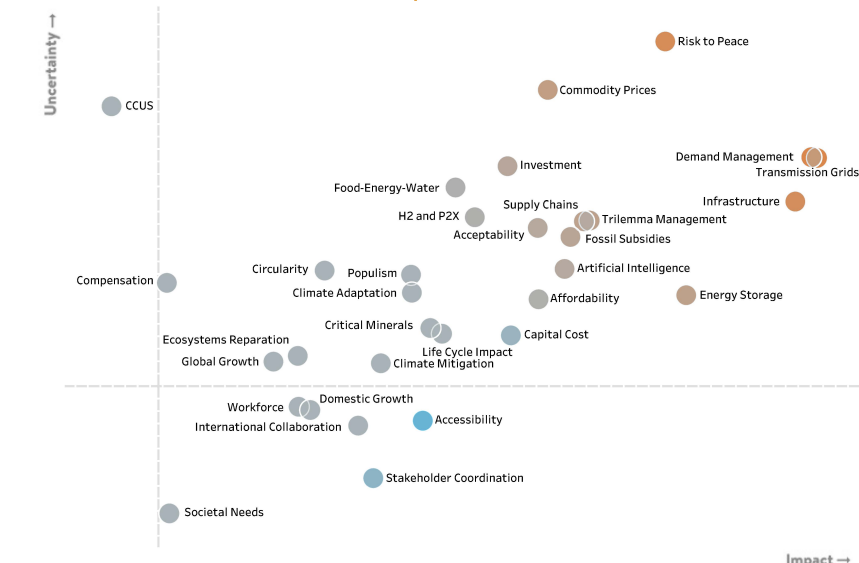 Uncertainty →
Risk to Peace
Commodity Prices
CCUS
Demand Management
Transmission Grids
Investment
Food-Energy-Water
Infrastructure
Supply Chains
H2 and P2X
Trilemma Management
Acceptability
Fossil Subsidies
Circularity
Populism
Artificial Intelligence
Compensation
Climate Adaptation
Affordability
Energy Storage
Critical Minerals
Capital Cost
Ecosystems Reparation
Life Cycle Impact
Global Growth
Climate Mitigation
Domestic Growth
Workforce
International Collaboration
Accessibility
Stakeholder Coordination
Societal Needs
Impact →